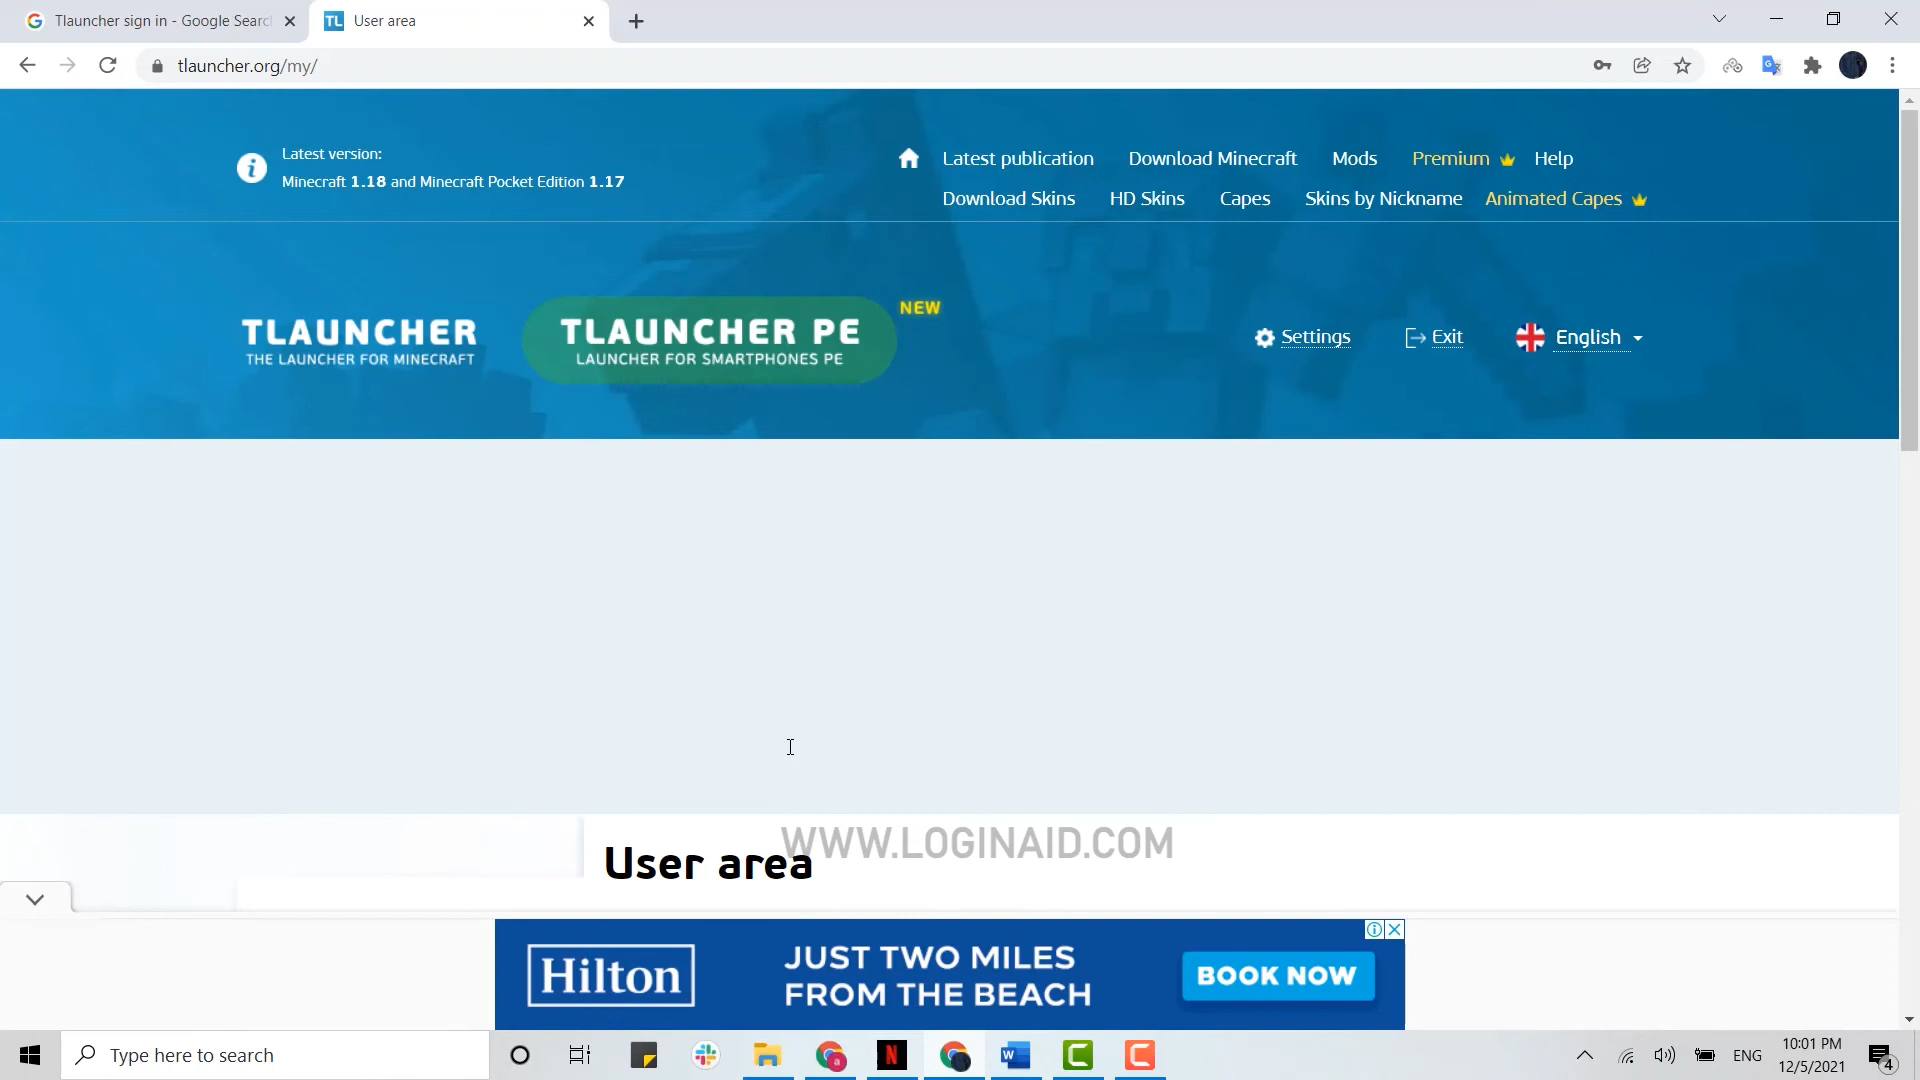 Tlauncher sign in - Google Searc
User area
tlauncher.org/my/
Latest version:
Minecraft 1.18 and Minecraft Pocket Edition 1.17
Latest publication Download Minecraft Mods Premium Help
Download Skins HD Skins Capes Skins by Nickname Animated Capes
TLAUNCHER
THE LAUNCHER FOR MINECRAFT
TLAUNCHER PE
LAUNCHER FOR SMARTPHONES PE
NEW
Settings Exit English
WWW.LOGINAID.COM
User area
Hilton
JUST TWO MILES
FROM THE BEACH
BOOK NOW
Type here to search
ENG
10:01 PM
12/5/2021
4